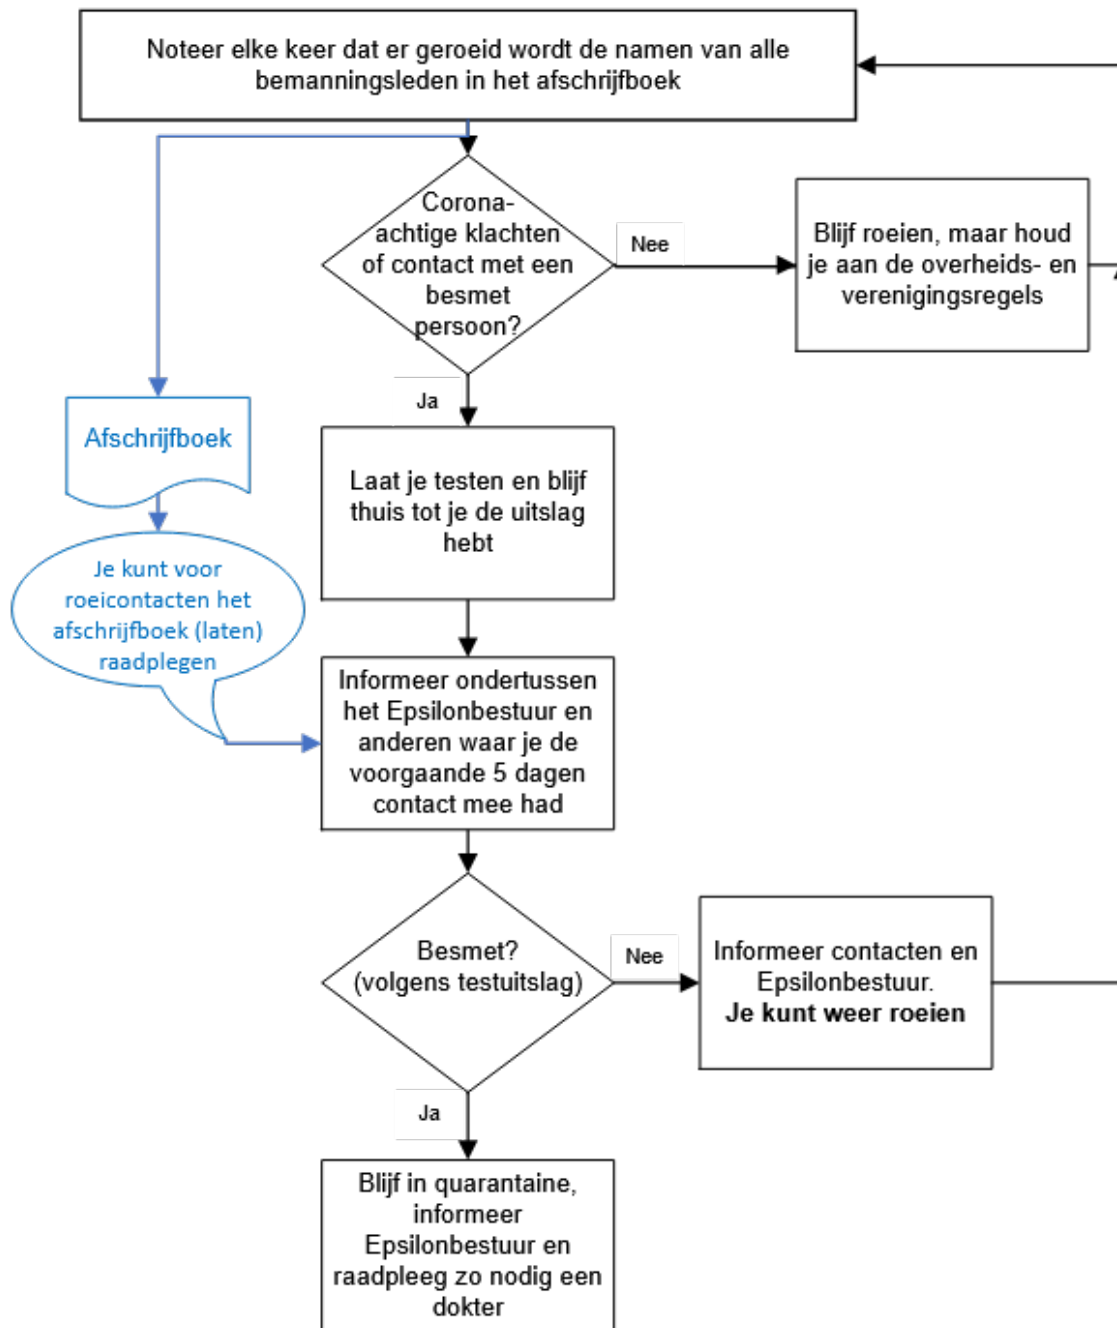 Noteer elke keer dat er geroeid wordt de namen van alle
bemanningsleden in het afschrijfboek
Corona-
achtige klachten
of contact met een
besmet
persoon?
Nee
Blijf roeien, maar houd
je aan de overheids- en
verenigingsregels
Ja
Afschrijfboek
Laat je testen en blijf
thuis tot je de uitslag
hebt
Je kunt voor
roeicontacten het
afschrijfboek (laten)
raadplegen
Informeer ondertussen
het Epsilonbestuur en
anderen waar je de
voorgaande 5 dagen
contact mee had
Besmet?
(volgens testuitslag)
Nee
Informeer contacten en
Epsilonbestuur.
Je kunt weer roeien
Ja
Blijf in quarantaine,
informeer
Epsilonbestuur en
raadpleeg zo nodig een
dokter